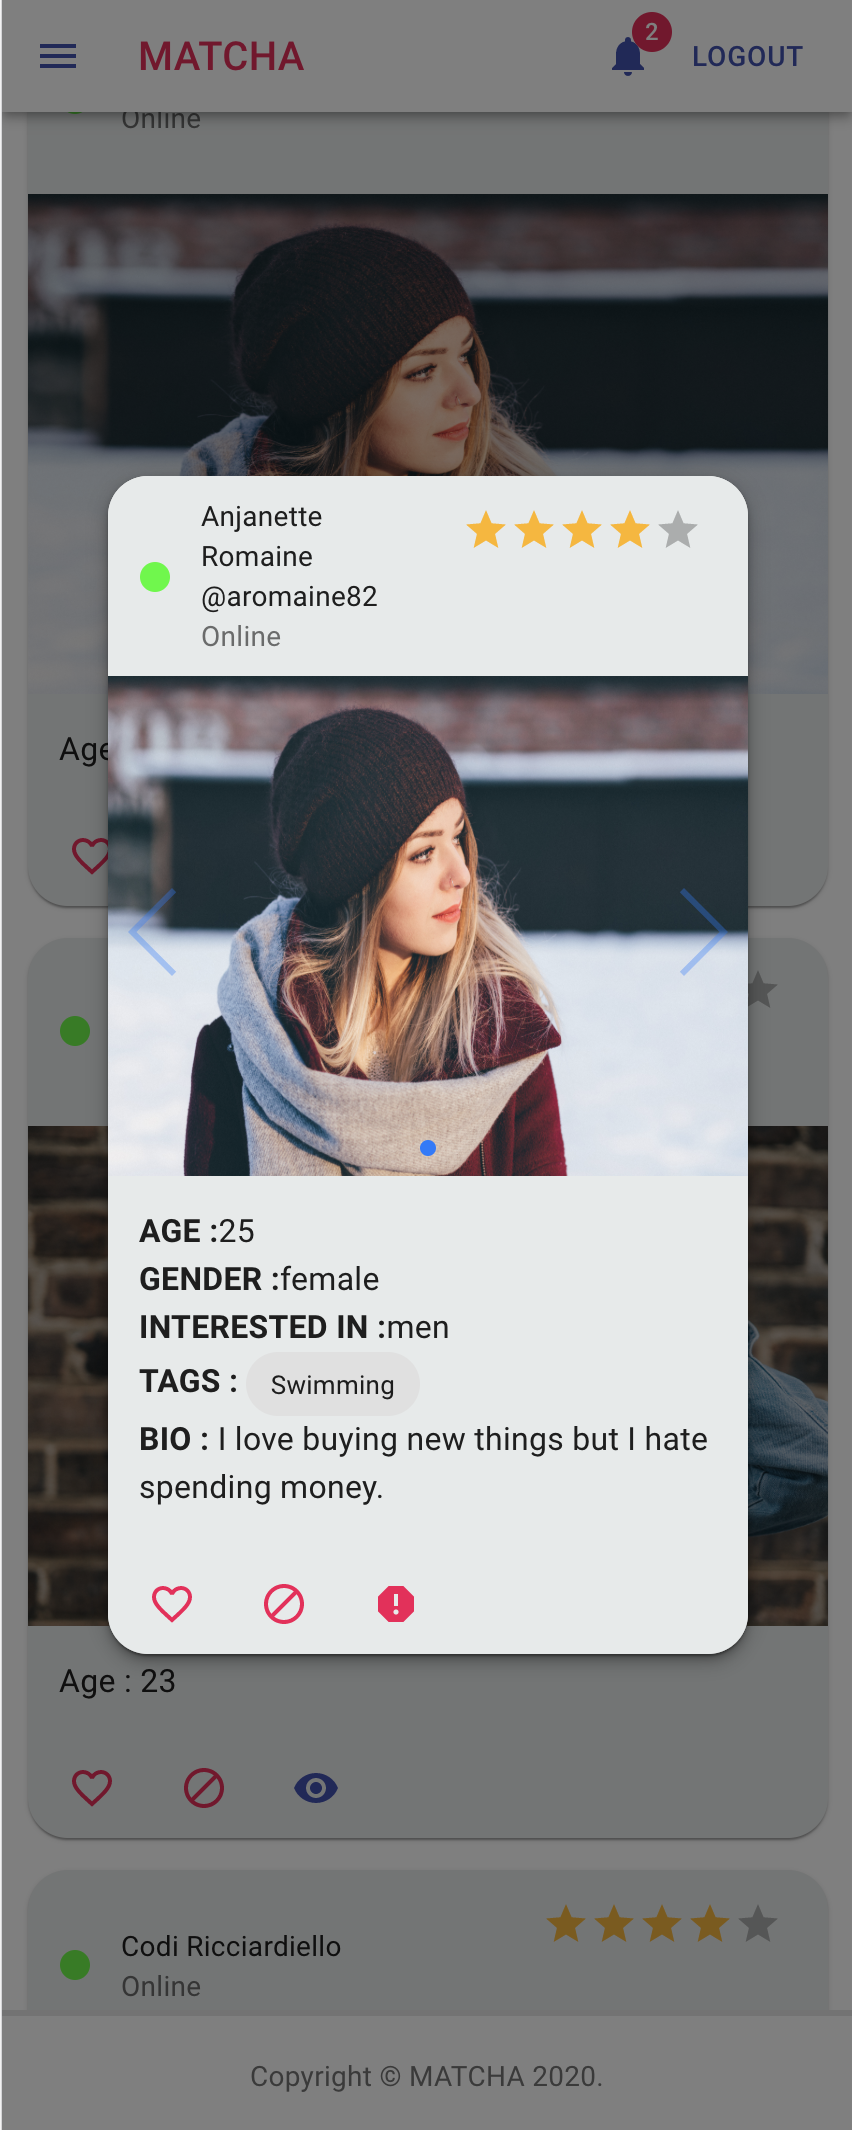 MATCHA
2
LOGOUT
Online
Anjanette
Romaine
@aromaine82
Online
Age
AGE :25
GENDER :female
INTERESTED IN :men
TAGS : Swimming
BIO : I love buying new things but I hate
spending money.
Age : 23
Codi Ricciardiello
Online
Copyright © MATCHA 2020.